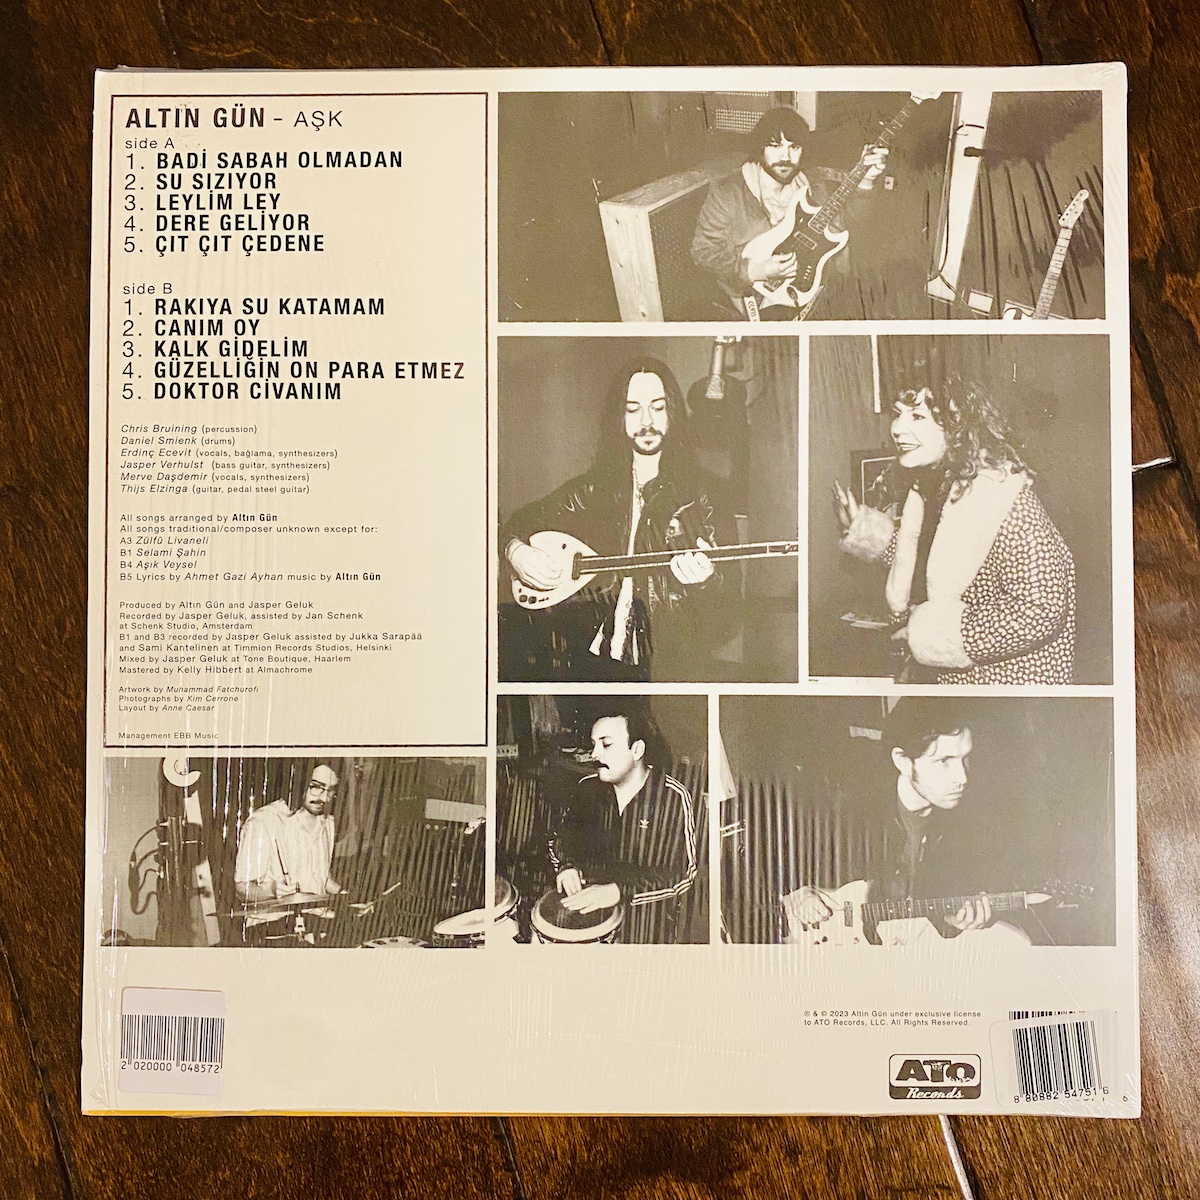 ALTIN GÜN - AŞK
side A
1. BADİ SABAH OLMADAN
2. SU SIZIYOR
3. LEYLİM LEY
4. DERE GELİYOR
5. ÇIT ÇIT ÇEDENE
side B
1. RAKIYA SU KATAMAM
2. CANIM OY
3. KALK GİDELİM
4. GÜZELLİĞİN ON PARA ETMEZ
5. DOKTOR CİVANIM
Chris Bruining (percussion)
Daniel Smienk (drums)
Erdinç Ecevit (vocals, bağlama, synthesizers)
Jasper Verhulst (bass guitar, synthesizers)
Merve Daşdemir (vocals, synthesizers)
Thijs Elzinga (guitar, pedal steel guitar)
All songs arranged by Altın Gün
All songs traditional/composer unknown except for:
A3 Zülfü Livaneli
B1 Selami Şahin
B4 Aşık Veysel
B5 Lyrics by Ahmet Gazi Ayhan music by Altın Gün
Produced by Altın Gün and Jasper Geluk
Recorded by Jasper Geluk, assisted by Jan Schenk
at Schenk Studio, Amsterdam
B1 and B3 recorded by Jasper Geluk assisted by Jukka Sarapää
and Sami Kantelinen at Timmion Records Studios, Helsinki
Mixed by Jasper Geluk at Tone Boutique, Haarlem
Mastered by Kelly Hibbert at Almachrome
Artwork by Muhammad Fatchurofi
Photographs by Kim Cerrone
Layout by Anne Caesar
Management EBB Music
℗ & © 2023 Altin Gün under exclusive license
to ATO Records, LLC. All Rights Reserved.
ATO
Records
2 020000 048572
8 80882 54751 6